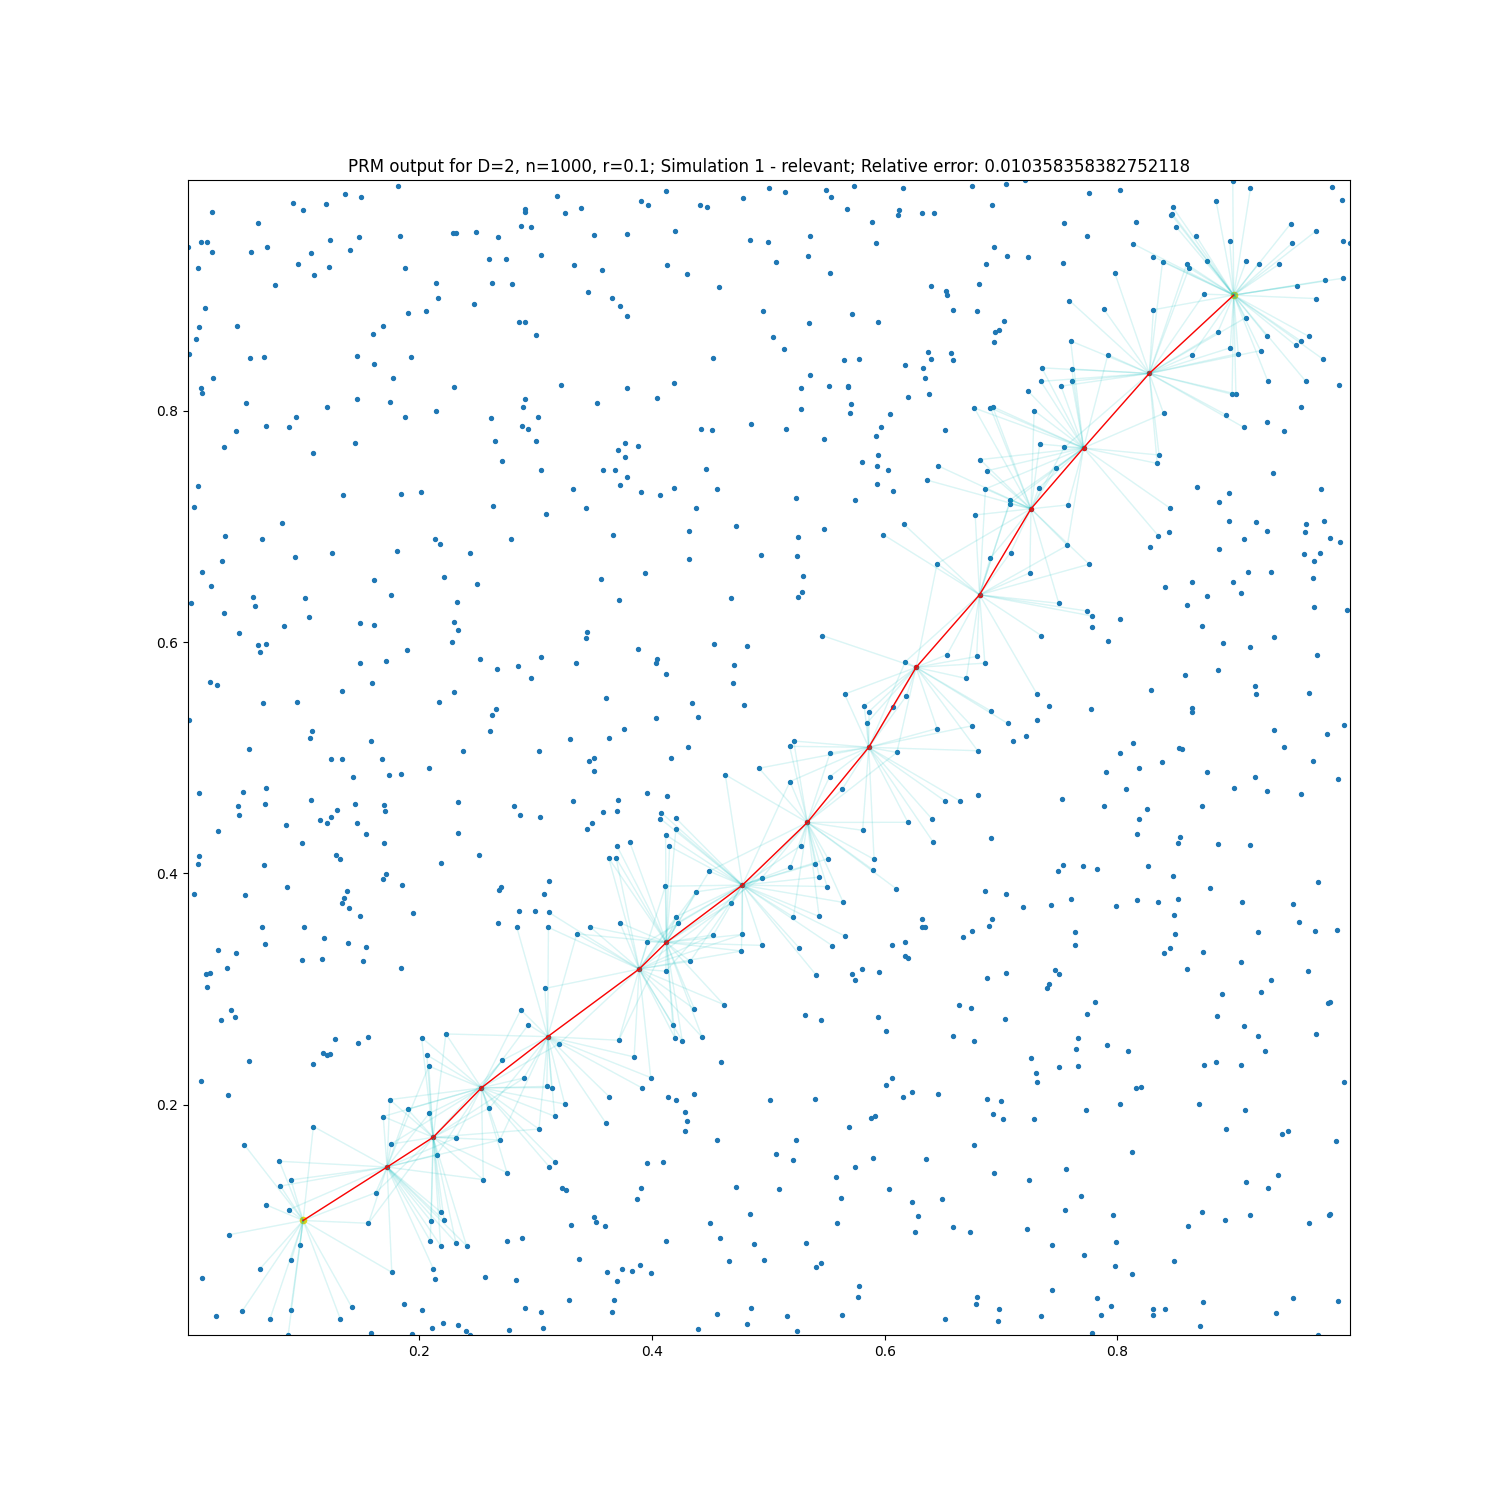 PRM output for D=2, n=1000, r=0.1; Simulation 1 - relevant; Relative error: 0.010358358382752118
0.8
0.6
0.4
0.2
0.2 0.4 0.6 0.8